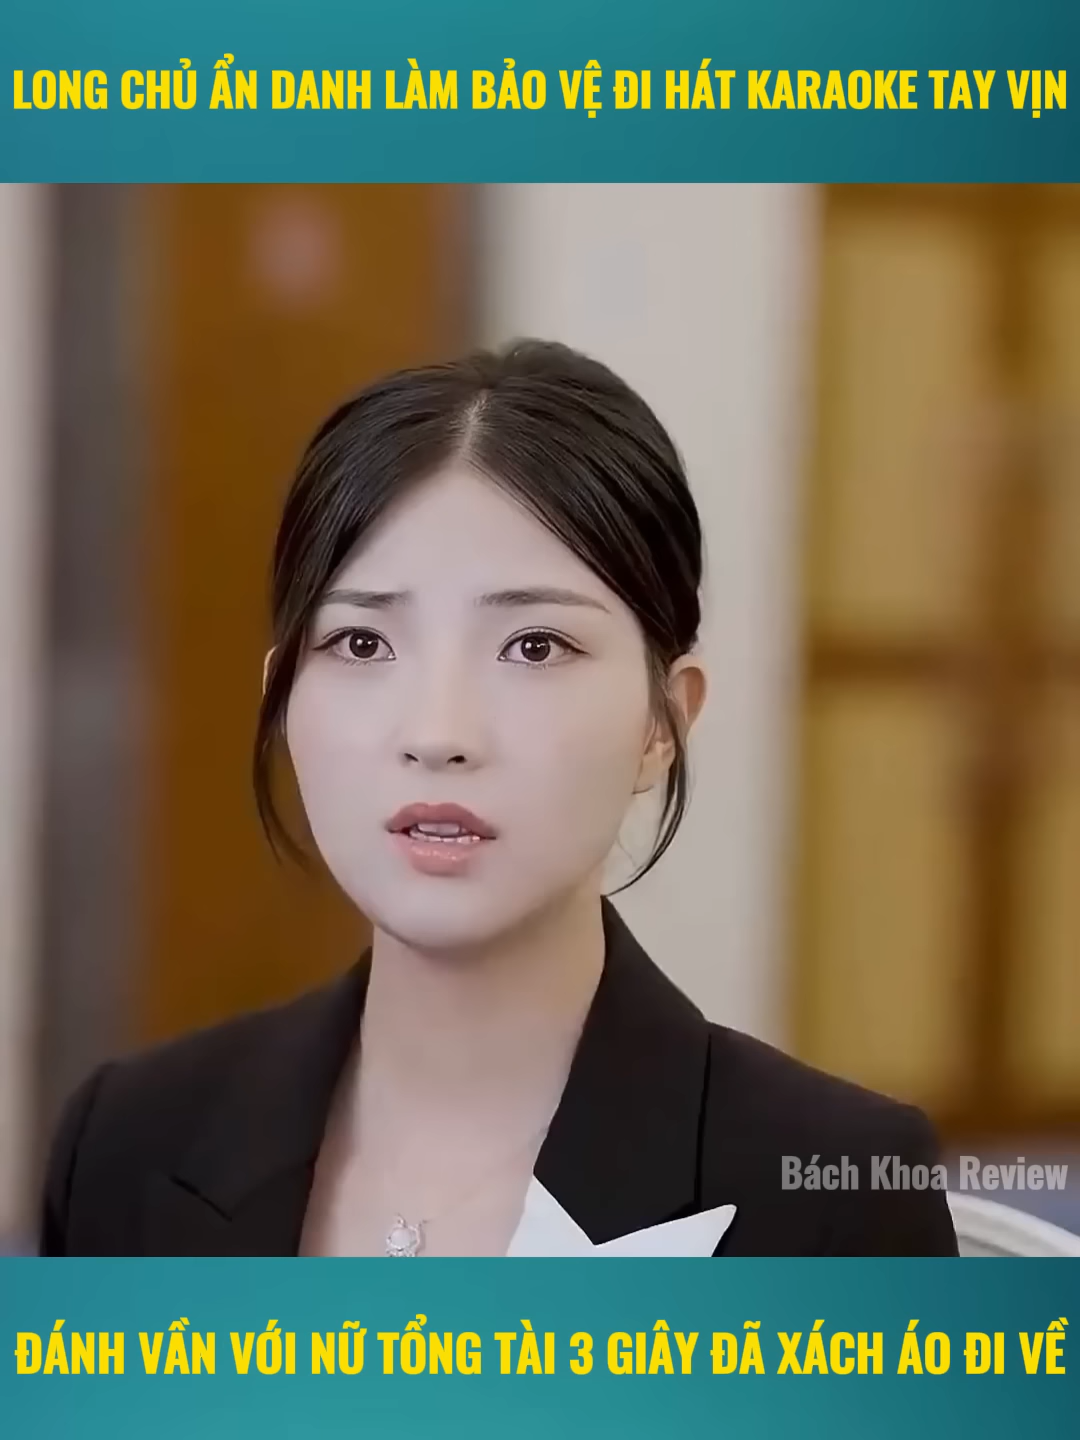 LONG CHỦ ẨN DANH LÀM BẢO VỆ ĐI HÁT KARAOKE TAY VỊN
Bách Khoa Review
ĐÁNH VẦN VỚI NỮ TỔNG TÀI 3 GIÂY ĐÃ XÁCH ÁO ĐI VỀ